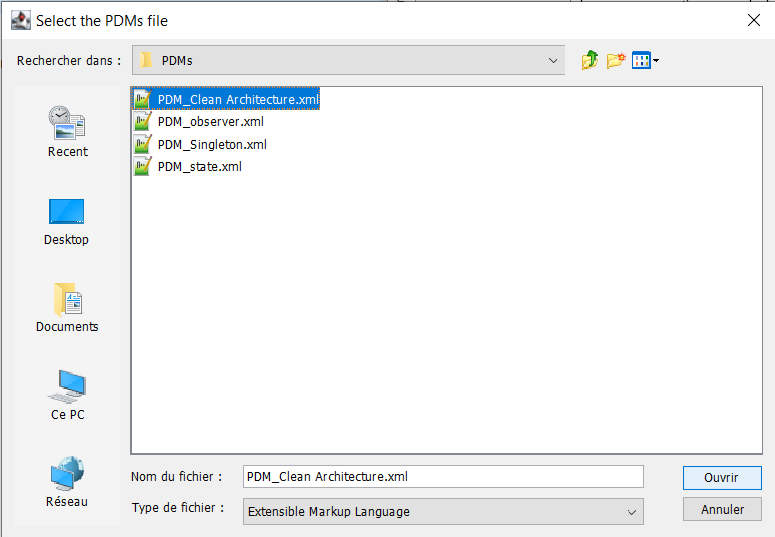 Select the PDMs file
Rechercher dans :
PDMs
Recent
Desktop
Documents
Ce PC
Réseau
PDM_Clean Architecture.xml
PDM_observer.xml
PDM_Singleton.xml
PDM_state.xml
Nom du fichier :
PDM_Clean Architecture.xml
Ouvrir
Type de fichier :
Extensible Markup Language
Annuler